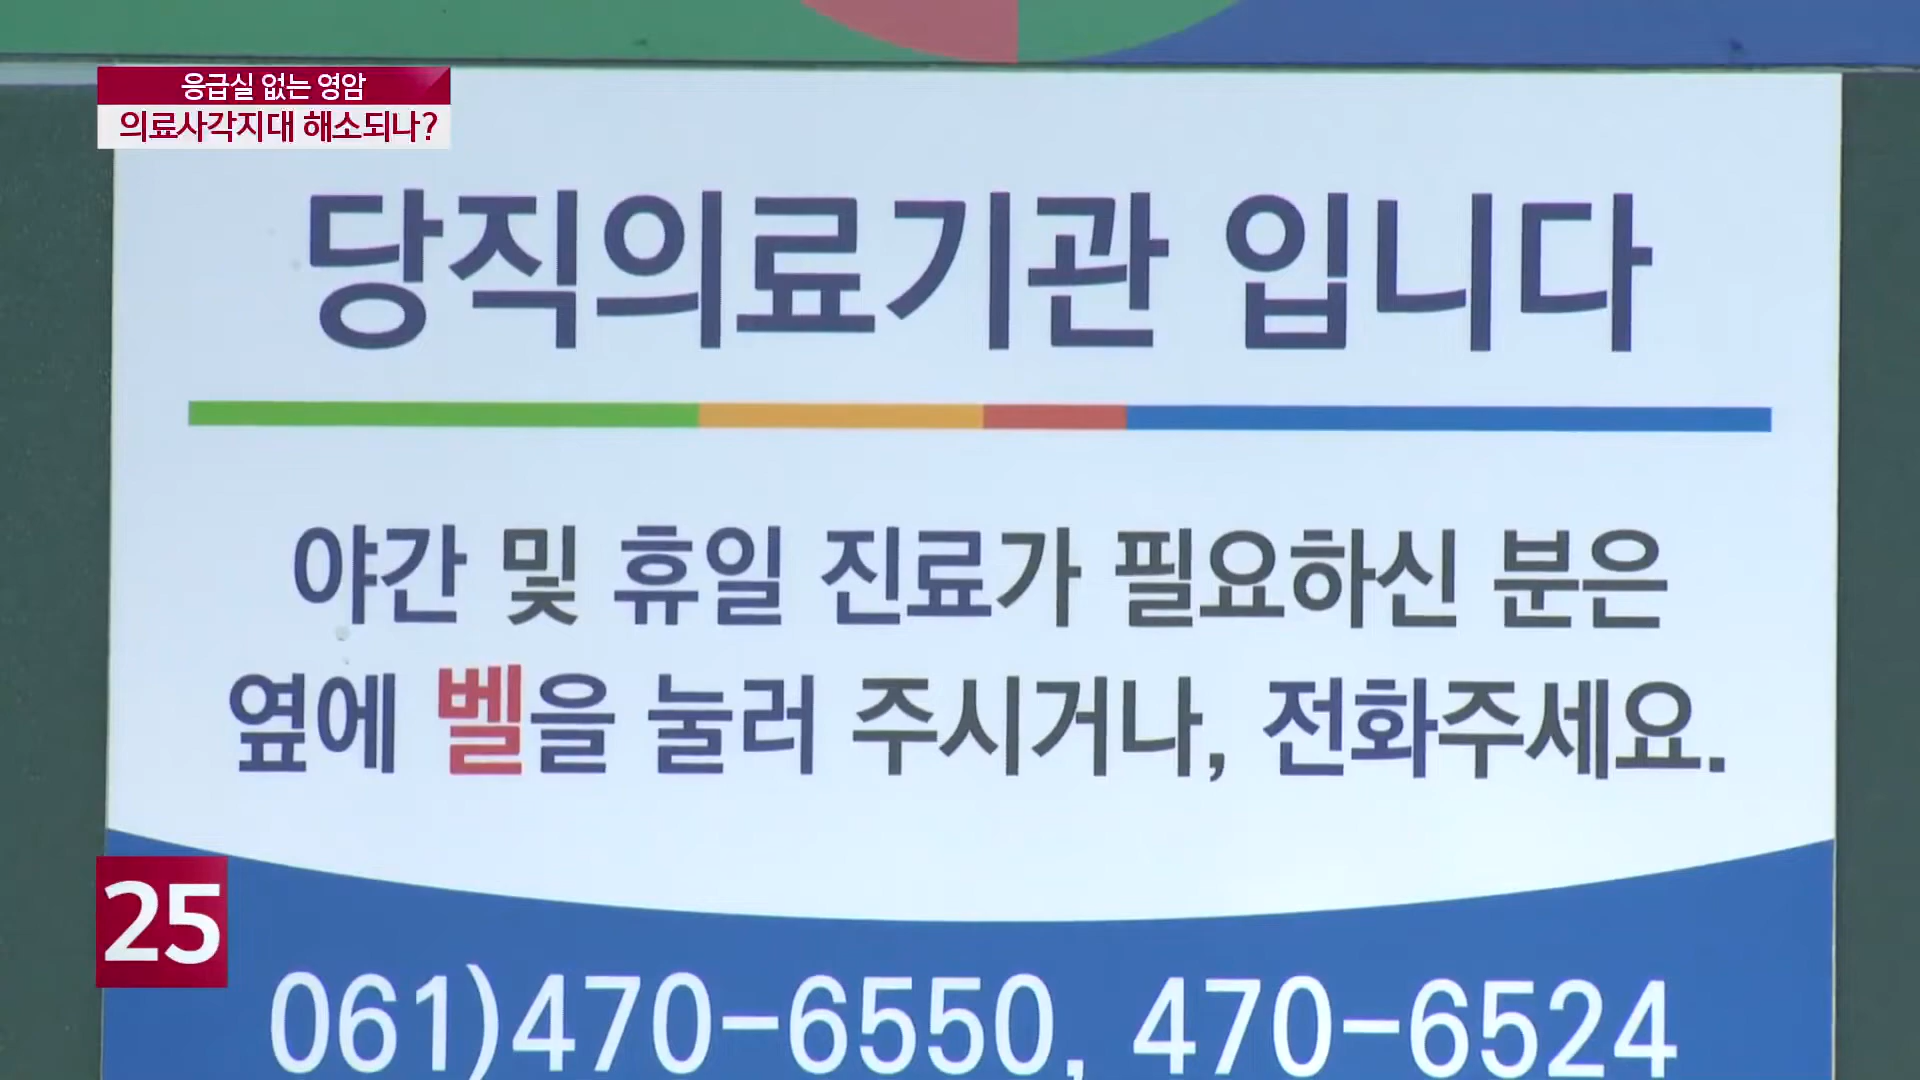 응급실 없는 영암
의료사각지대 해소되나?
당직의료기관 입니다
야간 및 휴일 진료가 필요하신 분은
옆에 벨을 눌러 주시거나, 전화주세요.
25
061)470-6550, 470-6524